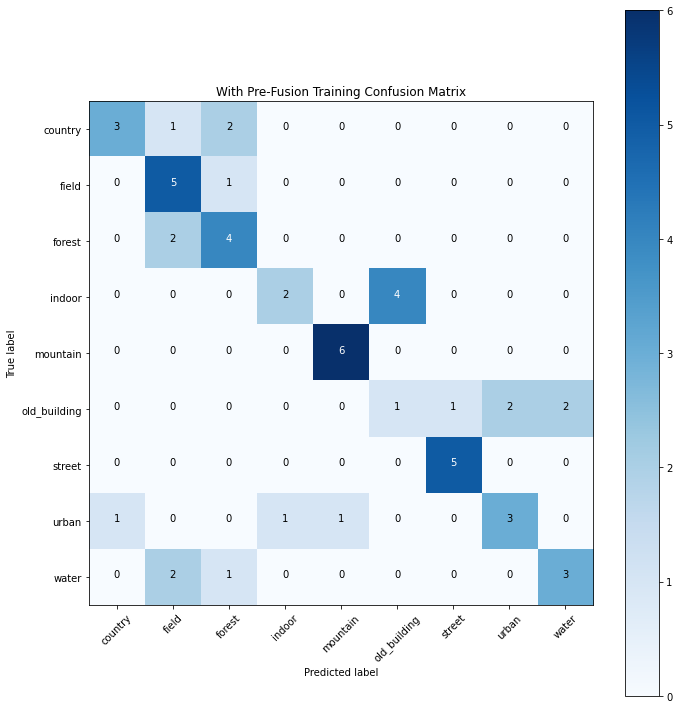 With Pre-Fusion Training Confusion Matrix
country 3 1 2 0 0 0 0 0 0
field 0 5 1 0 0 0 0 0 0
forest 0 2 4 0 0 0 0 0 0
indoor 0 0 0 2 0 4 0 0 0
mountain 0 0 0 0 6 0 0 0 0
old_building 0 0 0 0 0 1 1 2 2
street 0 0 0 0 0 0 5 0 0
urban 1 0 0 1 1 0 0 3 0
water 0 2 1 0 0 0 0 0 3
country field forest indoor mountain old_building street urban water
Predicted label
True label
6
5
4
3
2
1
0